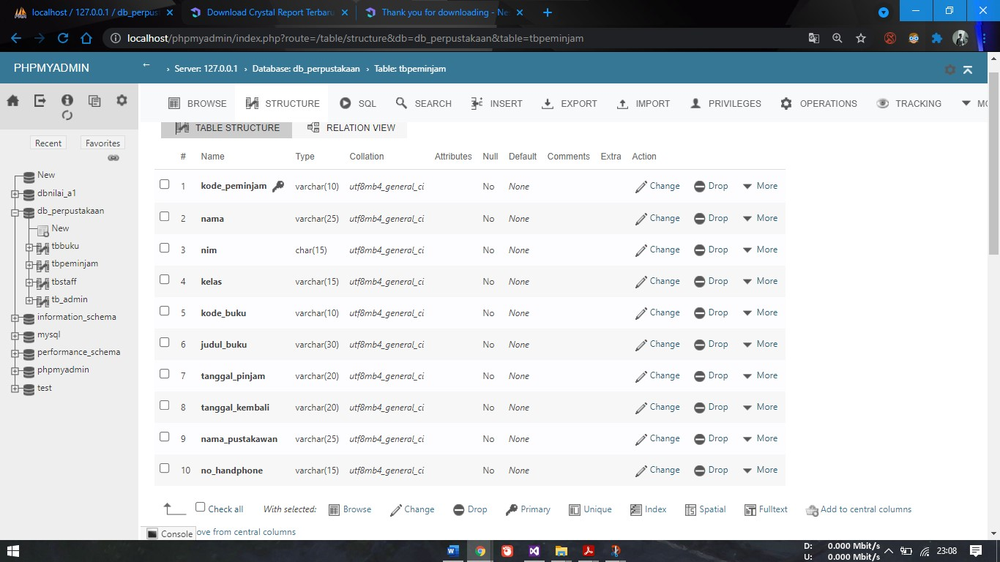 localhost / 127.0.0.1 / db_perpus
Download Crystal Report Terbaru
Thank you for downloading - Ne
localhost/phpmyadmin/index.php?route=/table/structure&db=db_perpustakaan&table=tbpeminjam
PHPMYADMIN
Server: 127.0.0.1 › Database: db_perpustakaan › Table: tbpeminjam
BROWSE STRUCTURE SQL SEARCH INSERT EXPORT IMPORT PRIVILEGES OPERATIONS TRACKING MO
TABLE STRUCTURE RELATION VIEW
Recent Favorites
New
dbnilai_a1
db_perpustakaan
New
tbbuku
tbpeminjam
tbstaff
tb_admin
information_schema
mysql
performance_schema
phpmyadmin
test
# Name Type Collation Attributes Null Default Comments Extra Action
1 kode_peminjam varchar(10) utf8mb4_general_ci No None Change Drop More
2 nama varchar(25) utf8mb4_general_ci No None Change Drop More
3 nim char(15) utf8mb4_general_ci No None Change Drop More
4 kelas varchar(15) utf8mb4_general_ci No None Change Drop More
5 kode_buku varchar(10) utf8mb4_general_ci No None Change Drop More
6 judul_buku varchar(30) utf8mb4_general_ci No None Change Drop More
7 tanggal_pinjam varchar(20) utf8mb4_general_ci No None Change Drop More
8 tanggal_kembali varchar(20) utf8mb4_general_ci No None Change Drop More
9 nama_pustakawan varchar(25) utf8mb4_general_ci No None Change Drop More
10 no_handphone varchar(15) utf8mb4_general_ci No None Change Drop More
Check all With selected: Browse Change Drop Primary Unique Index Spatial Fulltext Add to central columns
Console ove from central columns
D: 0.000 Mbit/s
U: 0.000 Mbit/s
23:08